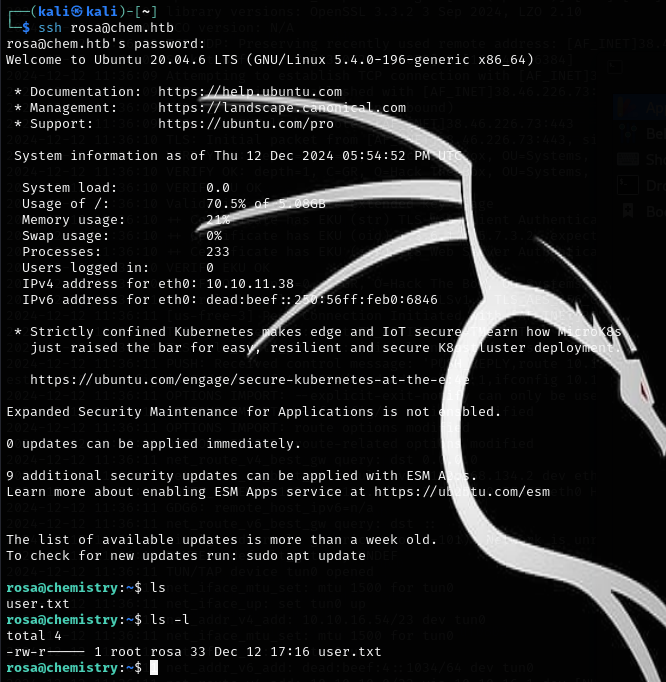 ┌──(kali㉿kali)-[~]
└─$ ssh rosa@chem.htb
rosa@chem.htb's password:
Welcome to Ubuntu 20.04.6 LTS (GNU/Linux 5.4.0-196-generic x86_64)
* Documentation:  https://help.ubuntu.com
* Management:     https://landscape.canonical.com
* Support:        https://ubuntu.com/pro
System information as of Thu 12 Dec 2024 05:54:52 PM UTC
System load:           0.0
Usage of /:            70.5% of 5.08GB
Memory usage:          21%
Swap usage:            0%
Processes:             233
Users logged in:       0
IPv4 address for eth0: 10.10.11.38
IPv6 address for eth0: dead:beef::250:56ff:feb0:6846
* Strictly confined Kubernetes makes edge and IoT secure. Learn how MicroK8s
just raised the bar for easy, resilient and secure K8s cluster deployment.
https://ubuntu.com/engage/secure-kubernetes-at-the-edge
Expanded Security Maintenance for Applications is not enabled.
0 updates can be applied immediately.
9 additional security updates can be applied with ESM Apps.
Learn more about enabling ESM Apps service at https://ubuntu.com/esm
The list of available updates is more than a week old.
To check for new updates run: sudo apt update
rosa@chemistry:~$ ls
user.txt
rosa@chemistry:~$ ls -l
total 4
-rw-r----- 1 root rosa 33 Dec 12 17:16 user.txt
rosa@chemistry:~$